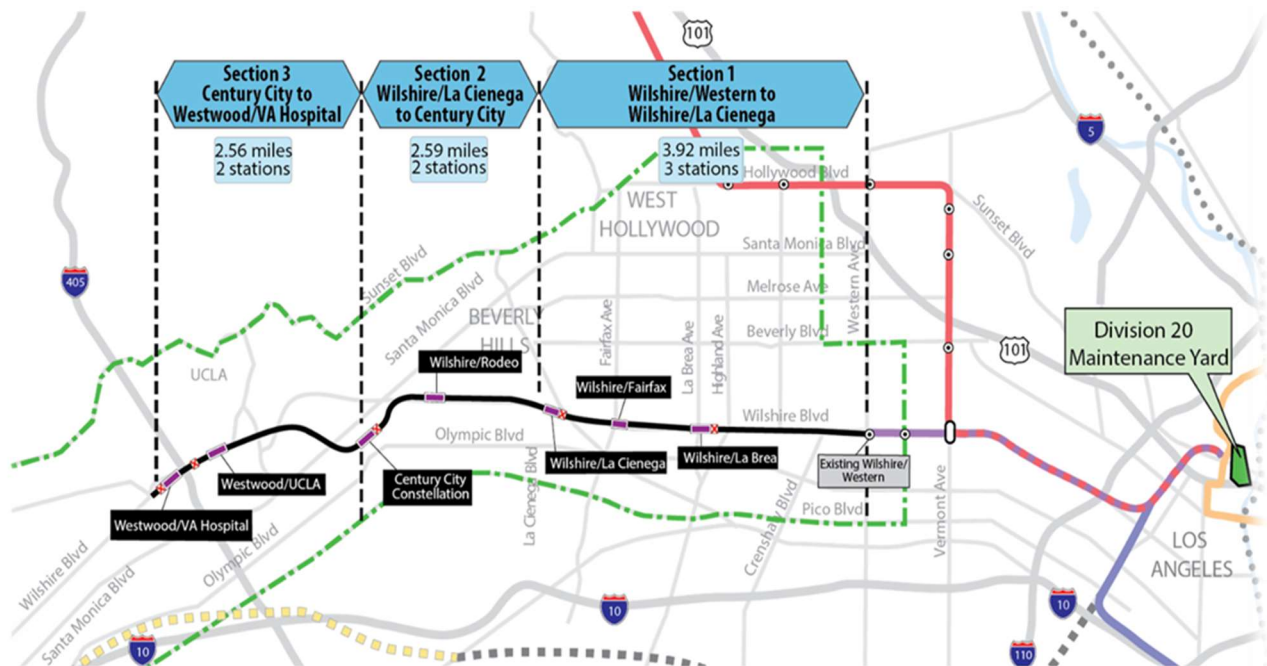 101
Section 3
Century City to
Westwood/VA Hospital
Section 2
Wilshire/La Cienega
to Century City
Section 1
Wilshire/Western to
Wilshire/La Cienega
5
2.56 miles
2 stations
2.59 miles
2 stations
3.92 miles
3 stations
Hollywood Blvd
WEST
HOLLYWOOD
Sunset Blvd
Santa Monica Blvd
Western Ave
405
Sunset Blvd
Melrose Ave
Santa Monica Blvd
BEVERLY
HILLS
Fairfax Ave
La Brea Ave
Highland Ave
Beverly Blvd
101
Division 20
Maintenance Yard
UCLA
Wilshire/Rodeo
Wilshire/Fairfax
Wilshire Blvd
Olympic Blvd
Wilshire/La Cienega
Wilshire/La Brea
Existing Wilshire/
Western
Westwood/UCLA
Century City
Constellation
La Cienega Blvd
Crenshaw Blvd
Pico Blvd
Vermont Ave
Westwood/VA Hospital
LOS
ANGELES
Wilshire Blvd
Santa Monica Blvd
Olympic Blvd
10
10
10
110